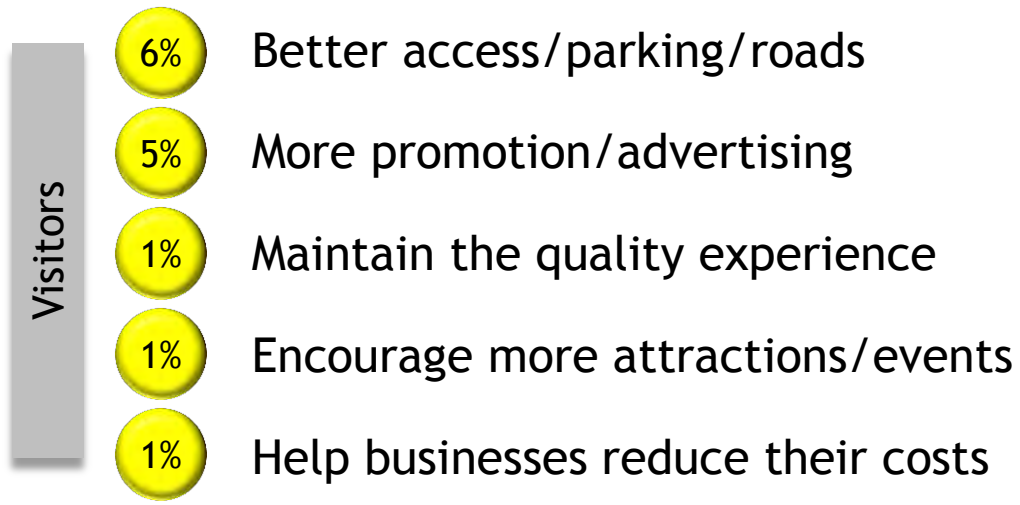 Visitors
6% Better access/parking/roads
5% More promotion/advertising
1% Maintain the quality experience
1% Encourage more attractions/events
1% Help businesses reduce their costs